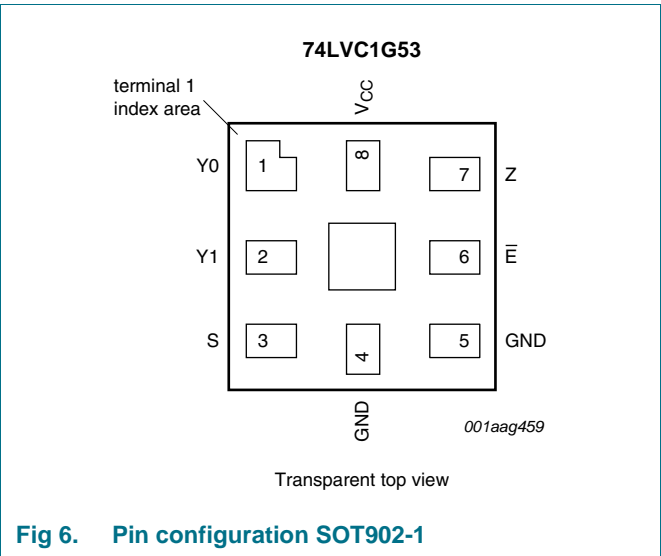 74LVC1G53
terminal 1
index area
VCC
Y0 1 8 7 Z
Y1 2 6 E̅
S 3 4 5 GND
GND
001aag459
Transparent top view
Fig 6. Pin configuration SOT902-1